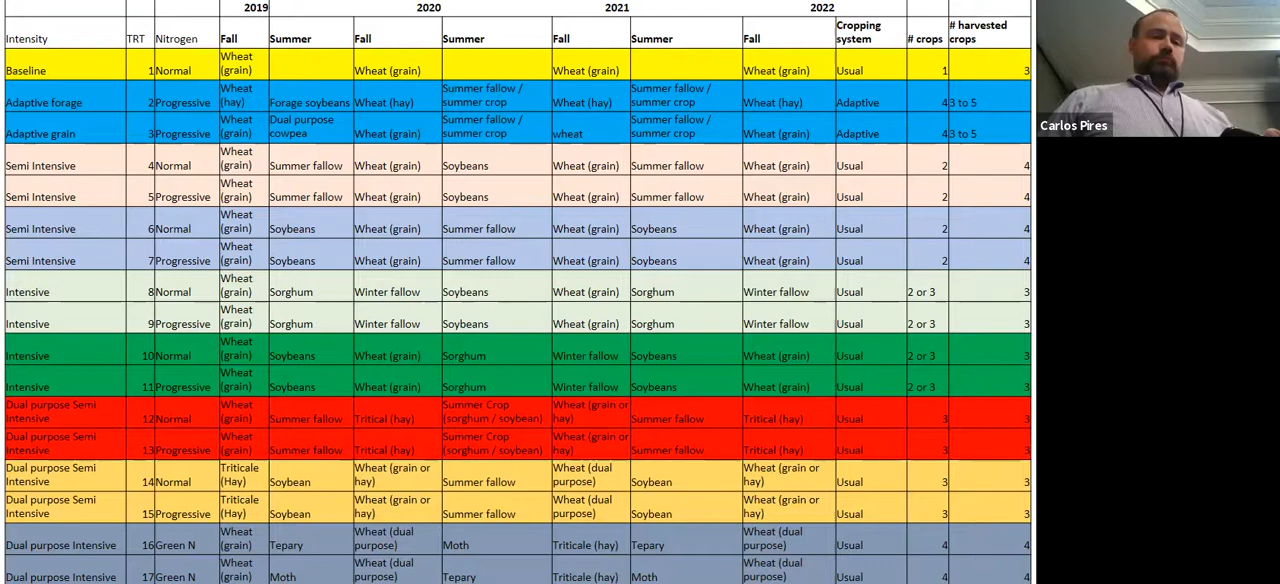 2019 2020 2021 2022
Intensity TRT Nitrogen Fall Summer Fall Summer Fall Summer Fall Cropping system # crops # harvested crops
Baseline 1 Normal Wheat (grain) Wheat (grain) Wheat (grain) Wheat (grain) Usual 1 3
Adaptive forage 2 Progressive Wheat (hay) Forage soybeans Wheat (hay) Summer fallow / summer crop Wheat (hay) Summer fallow / summer crop Wheat (hay) Adaptive 4 3 to 5
Adaptive grain 3 Progressive Wheat (grain) Dual purpose cowpea Wheat (grain) Summer fallow / summer crop wheat Summer fallow / summer crop Wheat (grain) Adaptive 4 3 to 5
Semi Intensive 4 Normal Wheat (grain) Summer fallow Wheat (grain) Soybeans Wheat (grain) Summer fallow Wheat (grain) Usual 2 4
Semi Intensive 5 Progressive Wheat (grain) Summer fallow Wheat (grain) Soybeans Wheat (grain) Summer fallow Wheat (grain) Usual 2 4
Semi Intensive 6 Normal Wheat (grain) Soybeans Wheat (grain) Summer fallow Wheat (grain) Soybeans Wheat (grain) Usual 2 4
Semi Intensive 7 Progressive Wheat (grain) Soybeans Wheat (grain) Summer fallow Wheat (grain) Soybeans Wheat (grain) Usual 2 4
Intensive 8 Normal Wheat (grain) Sorghum Winter fallow Soybeans Wheat (grain) Sorghum Winter fallow Usual 2 or 3 3
Intensive 9 Progressive Wheat (grain) Sorghum Winter fallow Soybeans Wheat (grain) Sorghum Winter fallow Usual 2 or 3 3
Intensive 10 Normal Wheat (grain) Soybeans Wheat (grain) Sorghum Winter fallow Soybeans Wheat (grain) Usual 2 or 3 3
Intensive 11 Progressive Wheat (grain) Soybeans Wheat (grain) Sorghum Winter fallow Soybeans Wheat (grain) Usual 2 or 3 3
Dual purpose Semi Intensive 12 Normal Wheat (grain) Summer fallow Tritical (hay) Summer Crop (sorghum / soybean) Wheat (grain or hay) Summer fallow Tritical (hay) Usual 3 3
Dual purpose Semi Intensive 13 Progressive Wheat (grain) Summer fallow Tritical (hay) Summer Crop (sorghum / soybean) Wheat (grain or hay) Summer fallow Tritical (hay) Usual 3 3
Dual purpose Semi Intensive 14 Normal Triticale (Hay) Soybean Wheat (grain or hay) Summer fallow Wheat (dual purpose) Soybean Wheat (grain or hay) Usual 3 3
Dual purpose Semi Intensive 15 Progressive Triticale (Hay) Soybean Wheat (grain or hay) Summer fallow Wheat (dual purpose) Soybean Wheat (grain or hay) Usual 3 3
Dual purpose Intensive 16 Green N Wheat (grain) Tepary Wheat (dual purpose) Moth Triticale (hay) Tepary Wheat (dual purpose) Usual 4 4
Dual purpose Intensive 17 Green N Wheat (grain) Moth Wheat (dual purpose) Tepary Triticale (hay) Moth Wheat (dual purpose) Usual 4 4
Carlos Pires